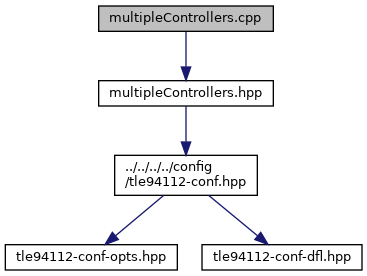 multipleControllers.cpp
multipleControllers.hpp
../../../../config
/tle94112-conf.hpp
tle94112-conf-opts.hpp
tle94112-conf-dfl.hpp